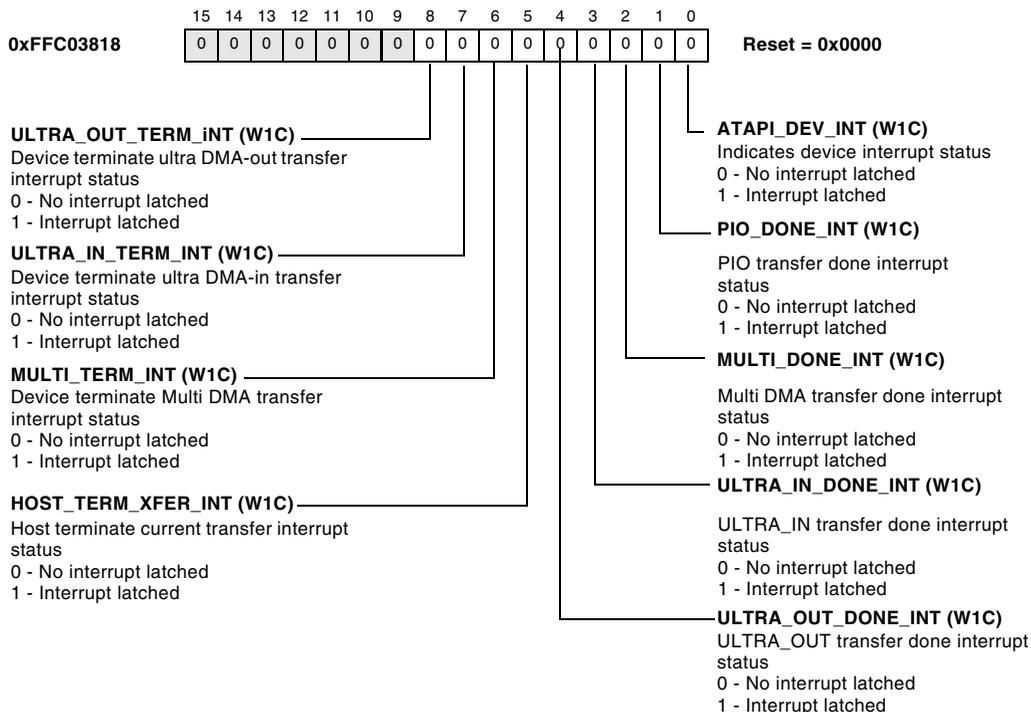 15 14 13 12 11 10 9 8 7 6 5 4 3 2 1 0
0xFFC03818
0 0 0 0 0 0 0 0 0 0 0 0 0 0 0 0
Reset = 0x0000
ULTRA_OUT_TERM_iNT (W1C)
Device terminate ultra DMA-out transfer
interrupt status
0 - No interrupt latched
1 - Interrupt latched
ULTRA_IN_TERM_INT (W1C)
Device terminate ultra DMA-in transfer
interrupt status
0 - No interrupt latched
1 - Interrupt latched
MULTI_TERM_INT (W1C)
Device terminate Multi DMA transfer
interrupt status
0 - No interrupt latched
1 - Interrupt latched
HOST_TERM_XFER_INT (W1C)
Host terminate current transfer interrupt
status
0 - No interrupt latched
1 - Interrupt latched
ATAPI_DEV_INT (W1C)
Indicates device interrupt status
0 - No interrupt latched
1 - Interrupt latched
PIO_DONE_INT (W1C)
PIO transfer done interrupt
status
0 - No interrupt latched
1 - Interrupt latched
MULTI_DONE_INT (W1C)
Multi DMA transfer done interrupt
status
0 - No interrupt latched
1 - Interrupt latched
ULTRA_IN_DONE_INT (W1C)
ULTRA_IN transfer done interrupt
status
0 - No interrupt latched
1 - Interrupt latched
ULTRA_OUT_DONE_INT (W1C)
ULTRA_OUT transfer done interrupt
status
0 - No interrupt latched
1 - Interrupt latched